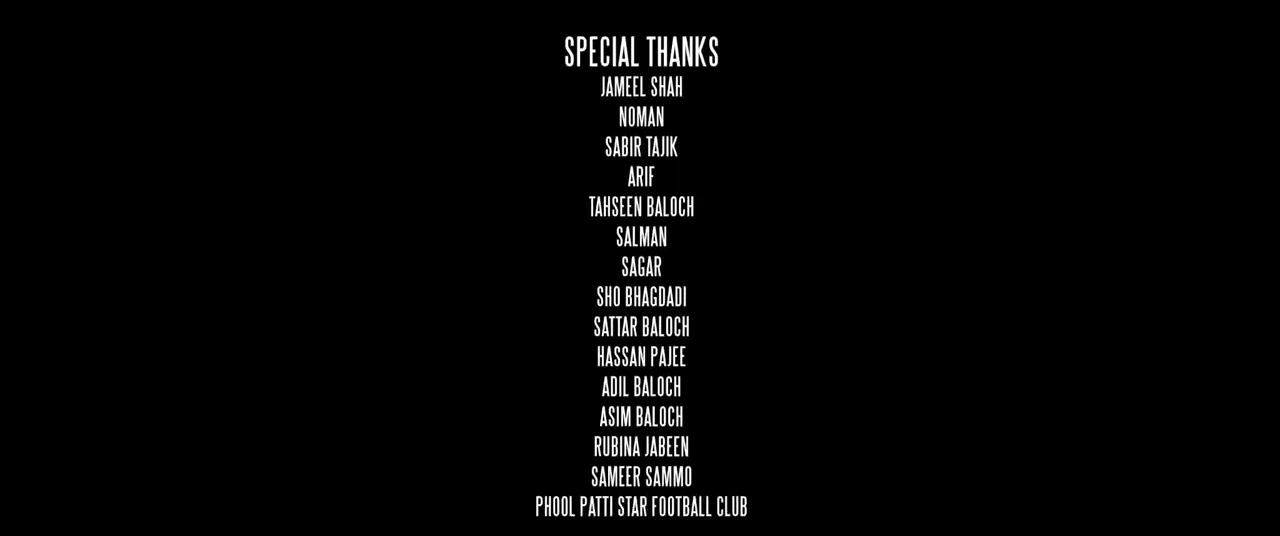 SPECIAL THANKS
JAMEEL SHAH
NOMAN
SABIR TAJIK
ARIF
TAHSEEN BALOCH
SALMAN
SAGAR
SHO BHAGDADI
SATTAR BALOCH
HASSAN PAJEE
ADIL BALOCH
ASIM BALOCH
RUBINA JABEEN
SAMEER SAMMO
PHOOL PATTI STAR FOOTBALL CLUB